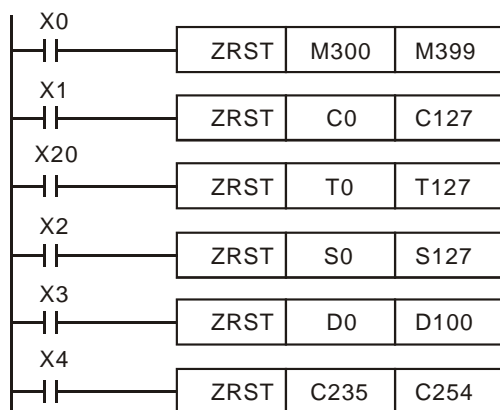 X0
ZRST M300 M399
X1
ZRST C0 C127
X20
ZRST T0 T127
X2
ZRST S0 S127
X3
ZRST D0 D100
X4
ZRST C235 C254